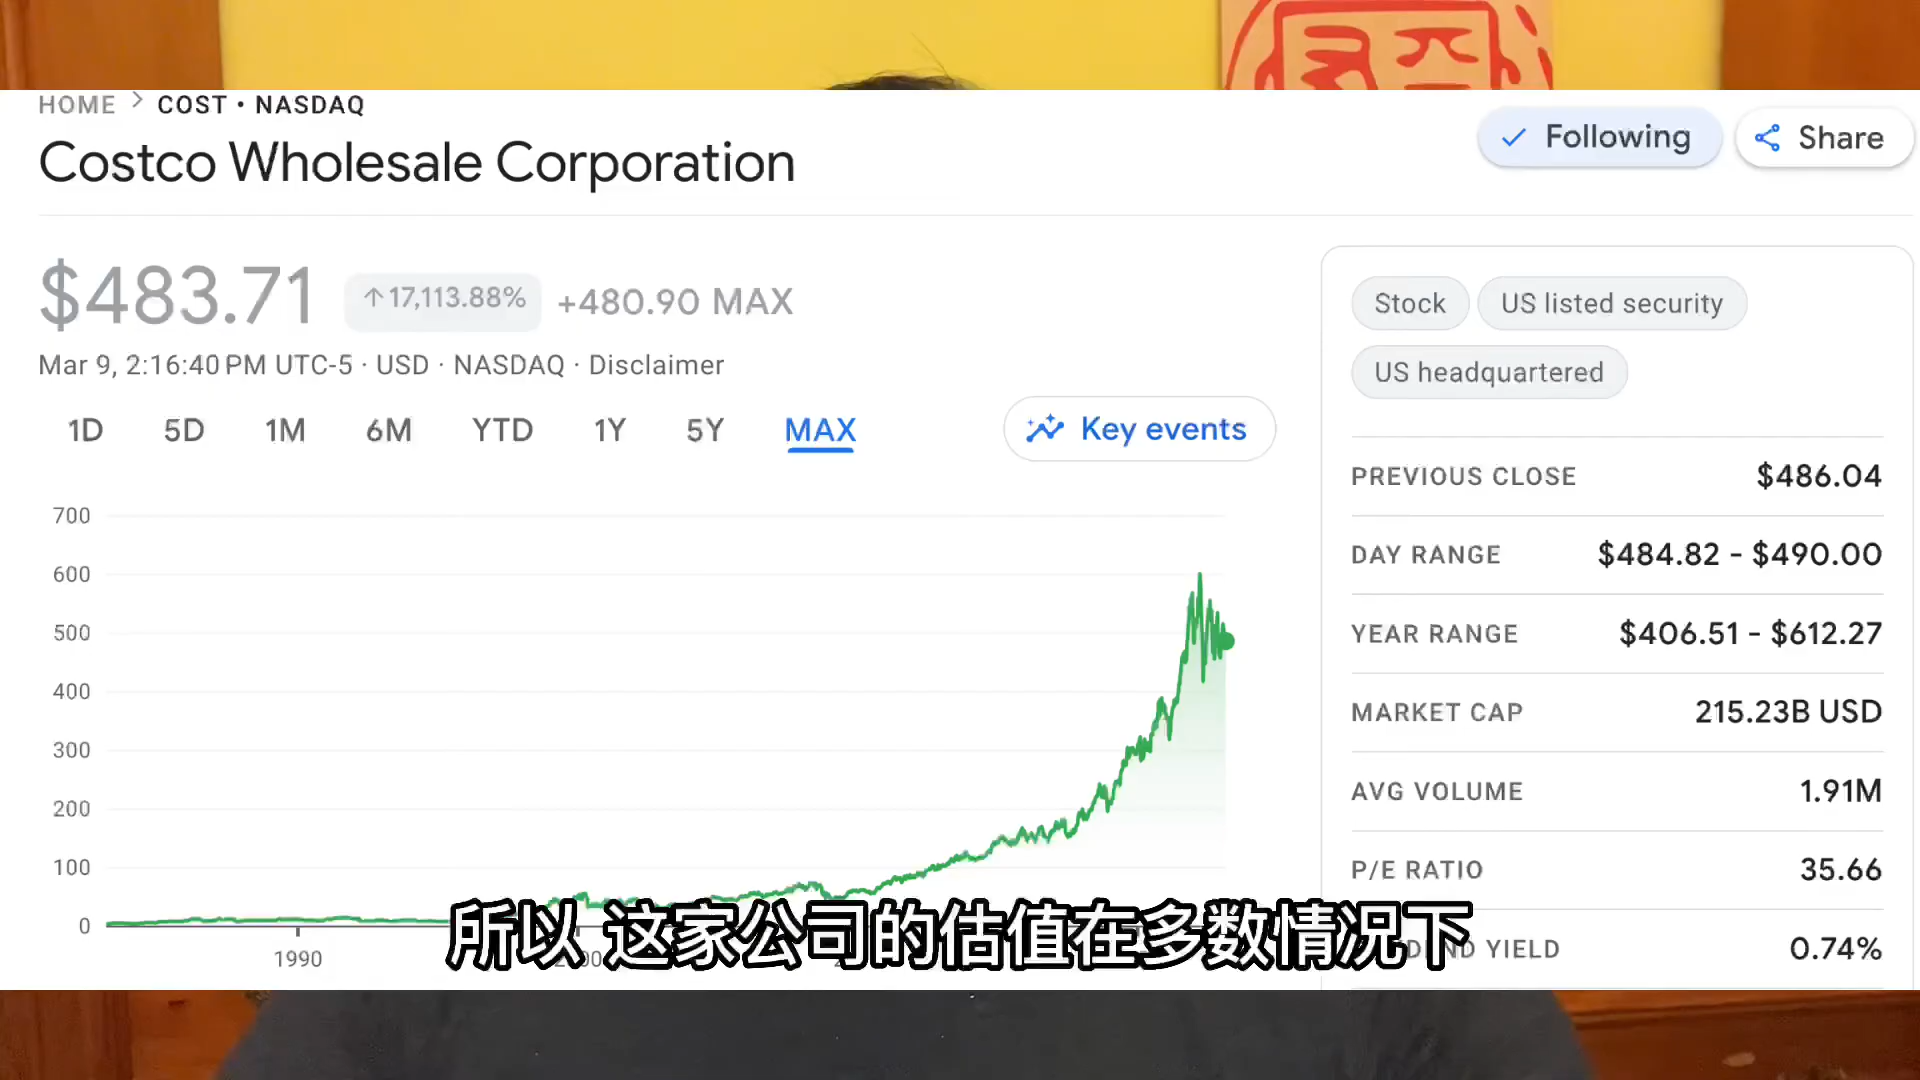 HOME > COST • NASDAQ
Costco Wholesale Corporation
Following
Share
$483.71
↑17,113.88%
+480.90 MAX
Mar 9, 2:16:40 PM UTC-5 · USD · NASDAQ · Disclaimer
1D 5D 1M 6M YTD 1Y 5Y MAX
Key events
700
600
500
400
300
200
100
0
1990
Stock
US listed security
US headquartered
PREVIOUS CLOSE $486.04
DAY RANGE $484.82 - $490.00
YEAR RANGE $406.51 - $612.27
MARKET CAP 215.23B USD
AVG VOLUME 1.91M
P/E RATIO 35.66
YIELD 0.74%
所以 这家公司的估值在多数情况下